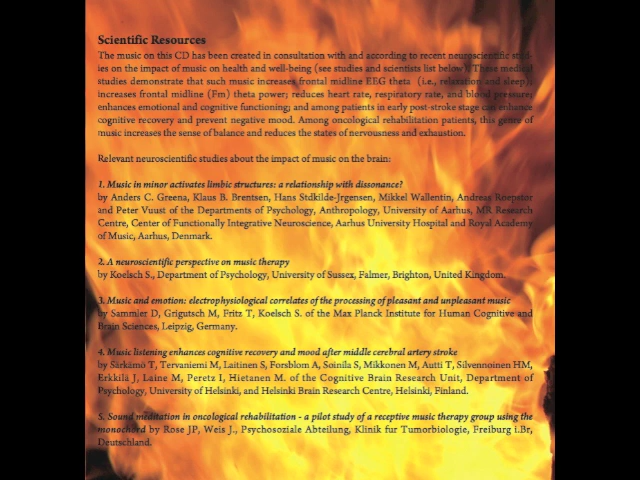 Scientific Resources
The music on this CD has been created in consultation with and according to recent neuroscientific stud-
ies on the impact of music on health and well-being (see studies and scientists list below). These medical
studies demonstrate that such music increases frontal midline EEG theta (i.e., relaxation and sleep);
increases frontal midline (Fm) theta power; reduces heart rate, respiratory rate, and blood pressure;
enhances emotional and cognitive functioning; and among patients in early post-stroke stage can enhance
cognitive recovery and prevent negative mood. Among oncological rehabilitation patients, this genre of
music increases the sense of balance and reduces the states of nervousness and exhaustion.
Relevant neuroscientific studies about the impact of music on the brain:
1. Music in minor activates limbic structures: a relationship with dissonance?
by Anders C. Greena, Klaus B. Brentsen, Hans Stdkilde-Jrgensen, Mikkel Wallentin, Andreas Roepstor
and Peter Vuust of the Departments of Psychology, Anthropology, University of Aarhus, MR Research
Centre, Center of Functionally Integrative Neuroscience, Aarhus University Hospital and Royal Academy
of Music, Aarhus, Denmark.
2. A neuroscientific perspective on music therapy
by Koelsch S., Department of Psychology, University of Sussex, Falmer, Brighton, United Kingdom.
3. Music and emotion: electrophysiological correlates of the processing of pleasant and unpleasant music
by Sammler D, Grigutsch M, Fritz T, Koelsch S. of the Max Planck Institute for Human Cognitive and
Brain Sciences, Leipzig, Germany.
4. Music listening enhances cognitive recovery and mood after middle cerebral artery stroke
by Särkämö T, Tervaniemi M, Laitinen S, Forsblom A, Soinila S, Mikkonen M, Autti T, Silvennoinen HM,
Erkkilä J, Laine M, Peretz I, Hietanen M. of the Cognitive Brain Research Unit, Department of
Psychology, University of Helsinki, and Helsinki Brain Research Centre, Helsinki, Finland.
5. Sound meditation in oncological rehabilitation - a pilot study of a receptive music therapy group using the
monochord by Rose JP, Weis J., Psychosoziale Abteilung, Klinik fur Tumorbiologie, Freiburg i.Br,
Deutschland.